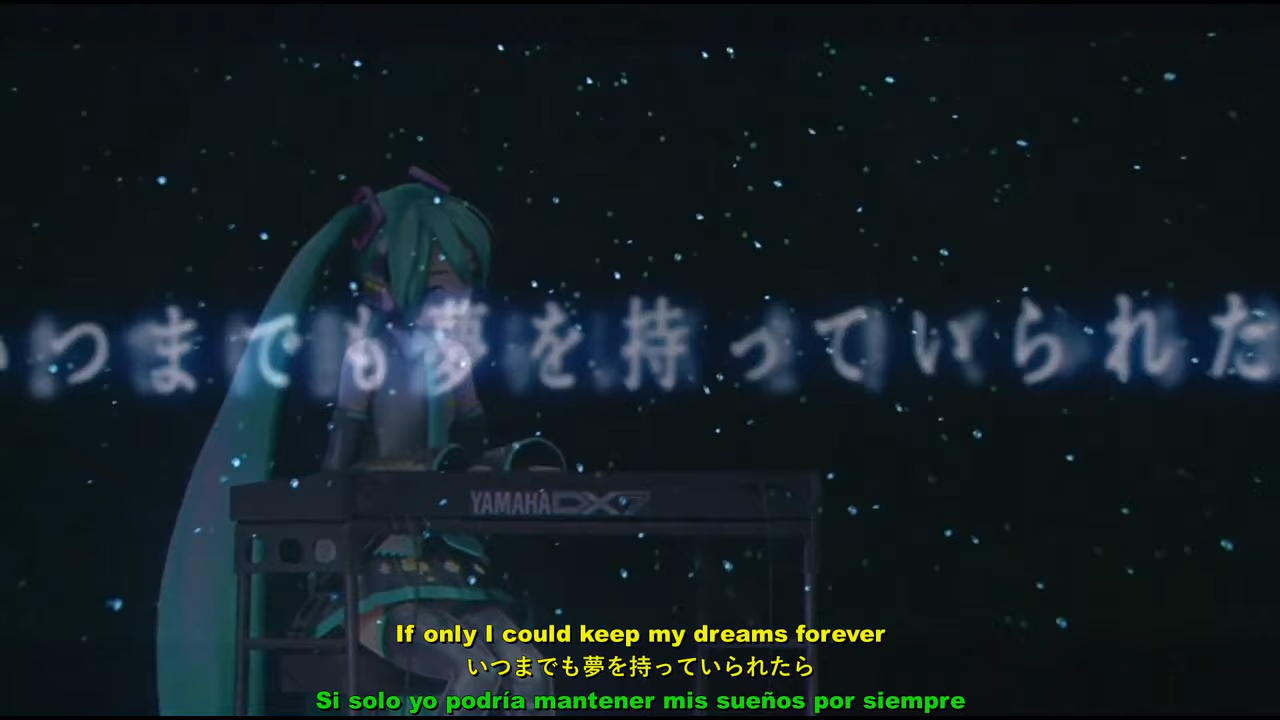 いつまでも夢を持っていられた
YAMAHA DX7
If only I could keep my dreams forever
いつまでも夢を持っていられたら
Si solo yo podría mantener mis sueños por siempre